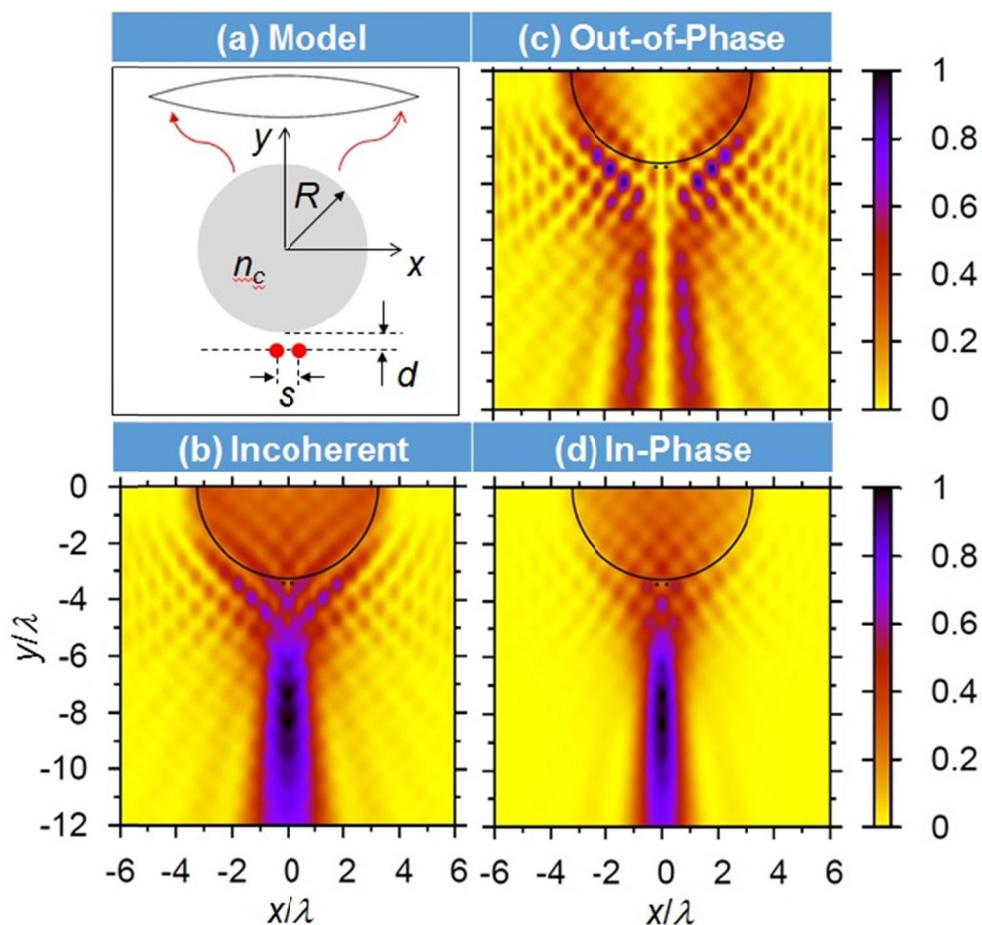 (a) Model
y
R
x
n_c
d
s
(c) Out-of-Phase
1
0.8
0.6
0.4
0.2
0
(b) Incoherent
0
-2
-4
-6
-8
-10
-12
y/λ
-6 -4 -2 0 2 4 6
x/λ
(d) In-Phase
-6 -4 -2 0 2 4 6
x/λ
1
0.8
0.6
0.4
0.2
0